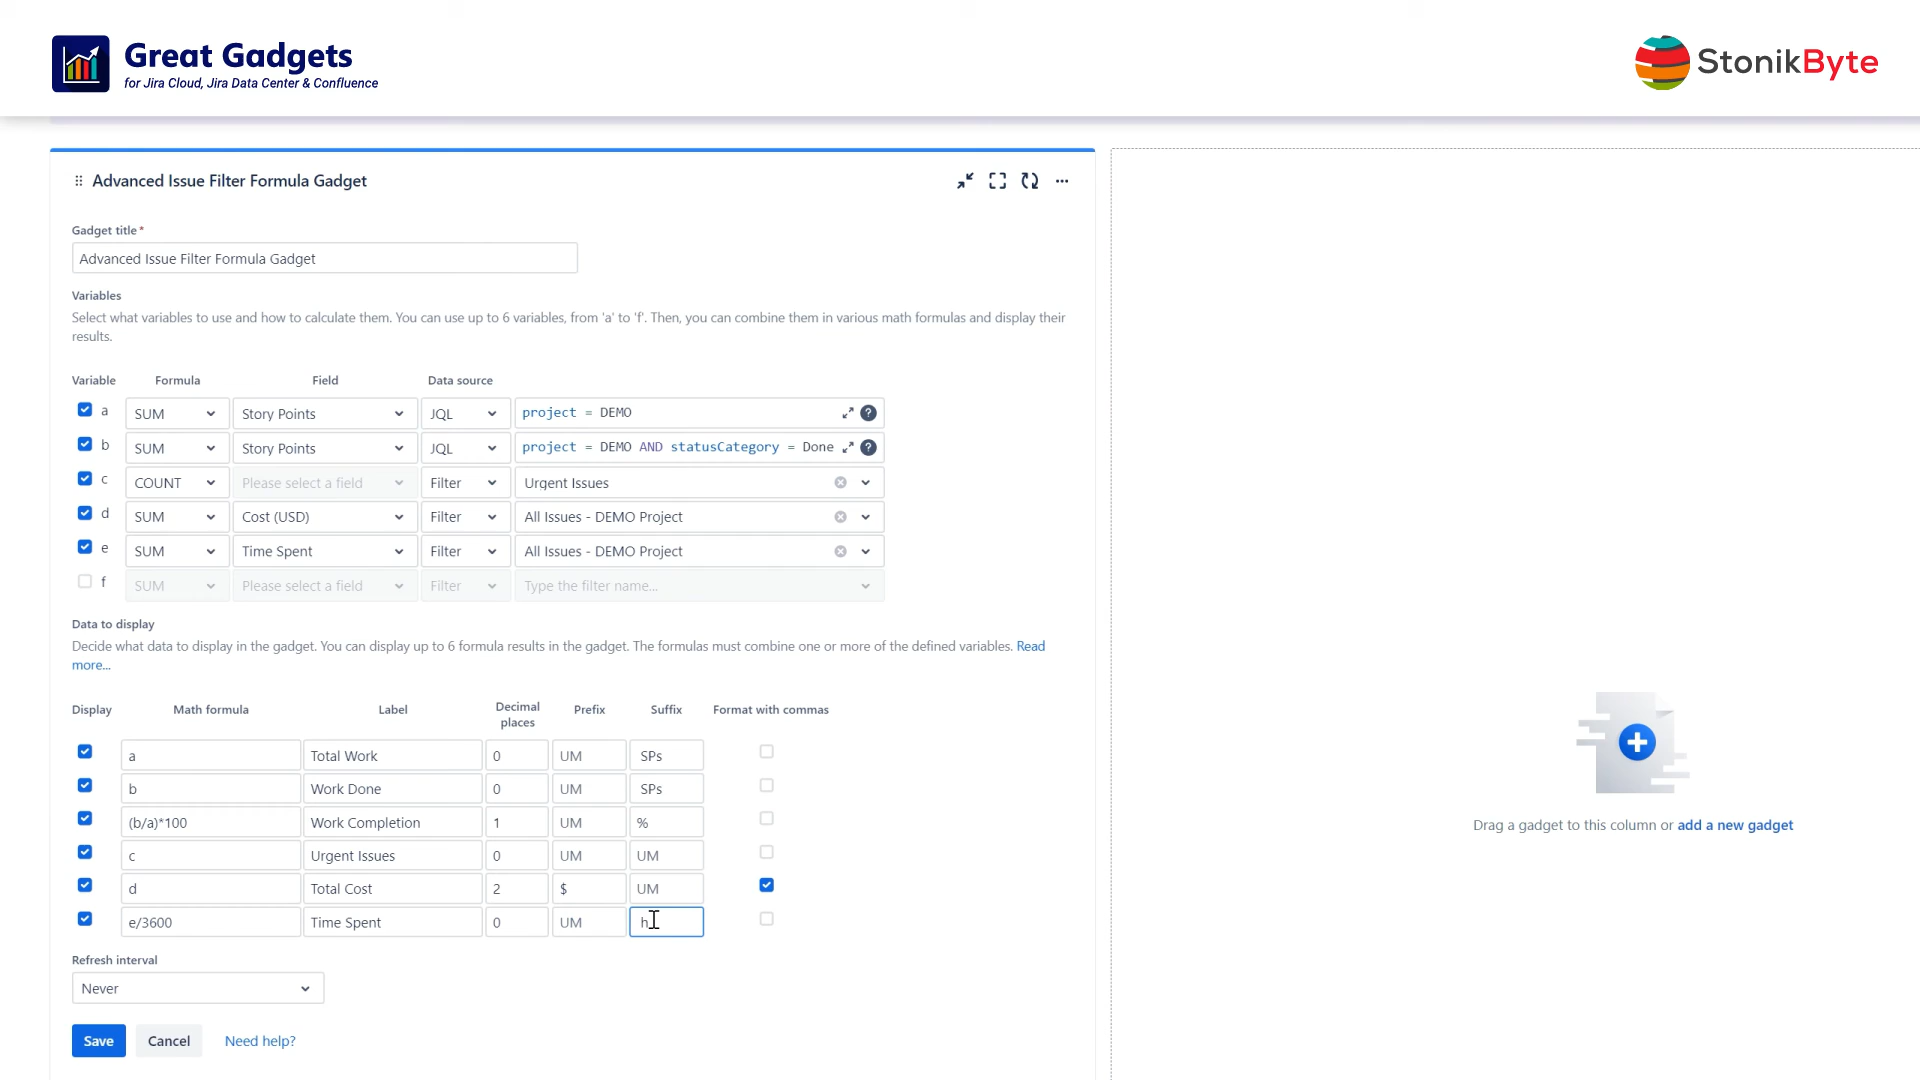 Great Gadgets
for Jira Cloud, Jira Data Center & Confluence
StonikByte
Advanced Issue Filter Formula Gadget
Gadget title*
Advanced Issue Filter Formula Gadget
Variables
Select what variables to use and how to calculate them. You can use up to 6 variables, from 'a' to 'f'. Then, you can combine them in various math formulas and display their
results.
Variable Formula Field Data source
a SUM Story Points JQL project = DEMO ?
b SUM Story Points JQL project = DEMO AND statusCategory = Done ?
c COUNT Please select a field Filter Urgent Issues
d SUM Cost (USD) Filter All Issues - DEMO Project
e SUM Time Spent Filter All Issues - DEMO Project
f SUM Please select a field Filter Type the filter name...
Data to display
Decide what data to display in the gadget. You can display up to 6 formula results in the gadget. The formulas must combine one or more of the defined variables. Read
more...
Display Math formula Label Decimal places Prefix Suffix Format with commas
a Total Work 0 UM SPs
b Work Done 0 UM SPs
(b/a)*100 Work Completion 1 UM %
c Urgent Issues 0 UM UM
d Total Cost 2 $ UM
e/3600 Time Spent 0 UM h
Refresh interval
Never
Save Cancel Need help?
Drag a gadget to this column or add a new gadget